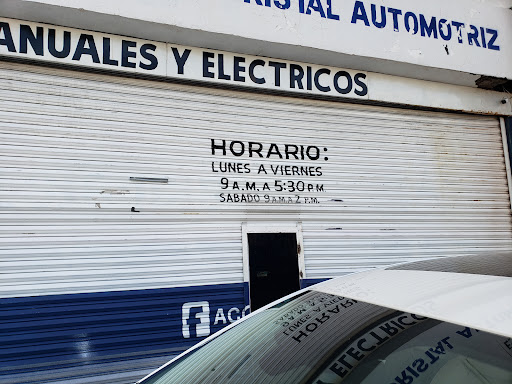 RISTAL AUTOMOTRIZ
ANUALES Y ELECTRICOS
HORARIO:
LUNES A VIERNES
9 A.M. A 5:30 P.M.
SABADO 9 A.M A 2 P.M.